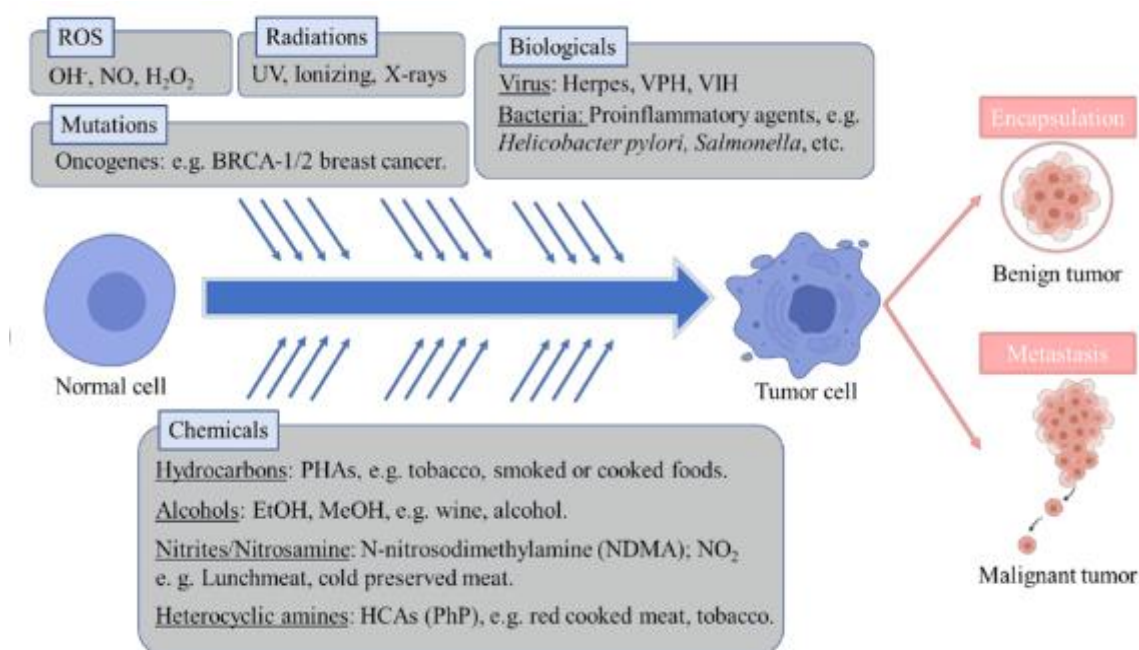 ROS
OH·, NO, H₂O₂
Radiations
UV, Ionizing, X-rays
Mutations
Oncogenes: e.g. BRCA-1/2 breast cancer.
Biologicals
Virus: Herpes, VPH, VIH
Bacteria: Proinflammatory agents, e.g.
Helicobacter pylori, Salmonella, etc.
Normal cell
Tumor cell
Encapsulation
Benign tumor
Metastasis
Malignant tumor
Chemicals
Hydrocarbons: PHAs, e.g. tobacco, smoked or cooked foods.
Alcohols: EtOH, MeOH, e.g. wine, alcohol.
Nitrites/Nitrosamine: N-nitrosodimethylamine (NDMA); NO₂
e. g. Lunchmeat, cold preserved meat.
Heterocyclic amines: HCAs (PhP), e.g. red cooked meat, tobacco.